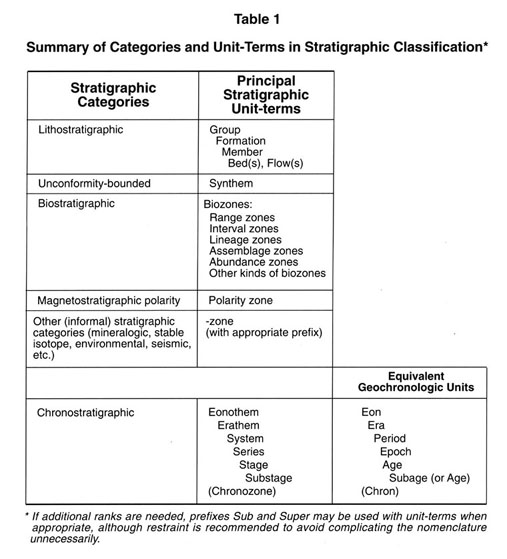 Table 1
Summary of Categories and Unit-Terms in Stratigraphic Classification*
Stratigraphic
Categories
Principal
Stratigraphic
Unit-terms
Lithostratigraphic
Group
Formation
Member
Bed(s), Flow(s)
Unconformity-bounded
Synthem
Biostratigraphic
Biozones:
Range zones
Interval zones
Lineage zones
Assemblage zones
Abundance zones
Other kinds of biozones
Magnetostratigraphic polarity
Polarity zone
Other (informal) stratigraphic
categories (mineralogic, stable
isotope, environmental, seismic,
etc.)
-zone
(with appropriate prefix)
Equivalent
Geochronologic Units
Chronostratigraphic
Eonothem
Erathem
System
Series
Stage
Substage
(Chronozone)
Eon
Era
Period
Epoch
Age
Subage (or Age)
(Chron)
* If additional ranks are needed, prefixes Sub and Super may be used with unit-terms when
appropriate, although restraint is recommended to avoid complicating the nomenclature
unnecessarily.